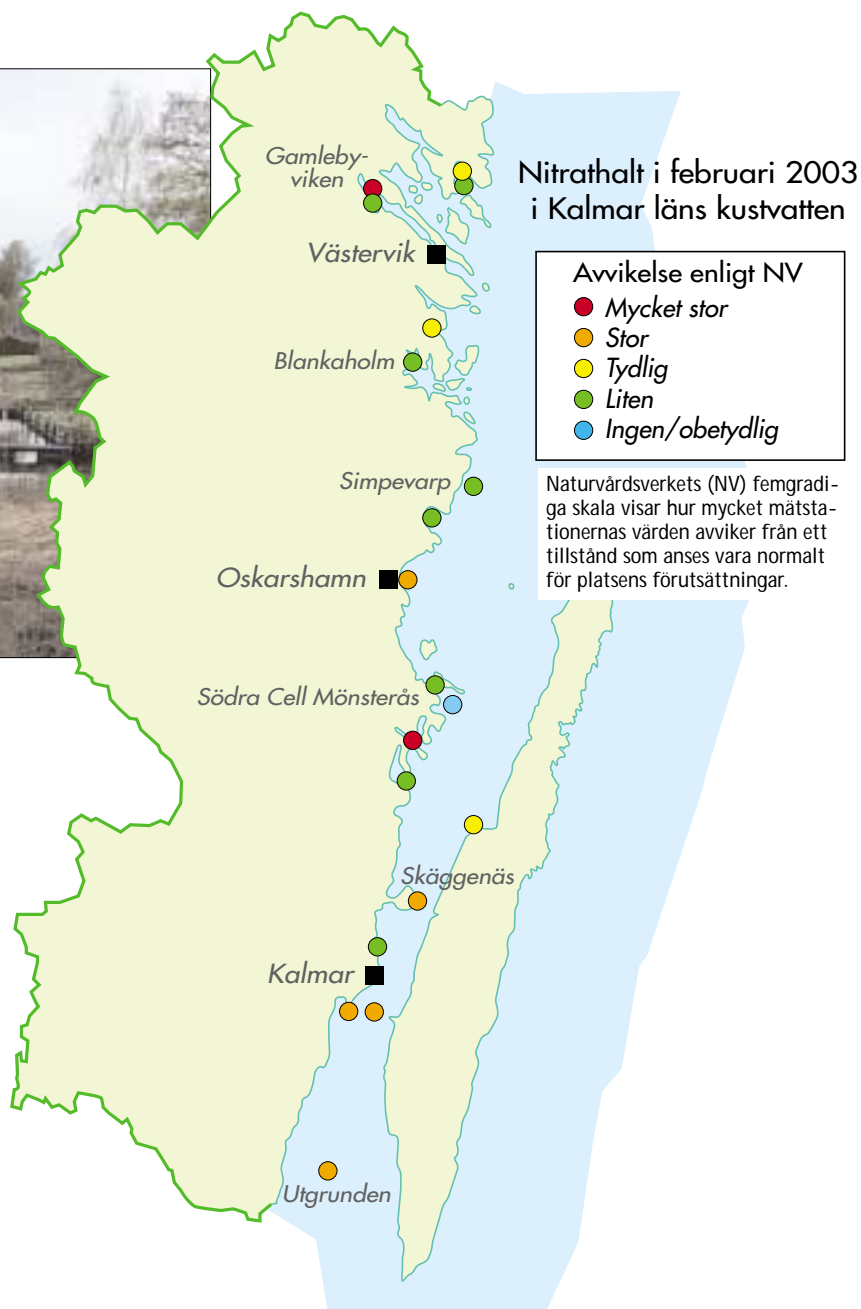 Nitrathalt i februari 2003
i Kalmar läns kustvatten
Avvikelse enligt NV
Mycket stor
Stor
Tydlig
Liten
Ingen/obetydlig
Naturvårdsverkets (NV) femgradi-
ga skala visar hur mycket mätsta-
tionernas värden avviker från ett
tillstånd som anses vara normalt
för platsens förutsättningar.
Gamleby-
viken
Västervik
Blankaholm
Simpevarp
Oskarshamn
Södra Cell Mönsterås
Skäggenäs
Kalmar
Utgrunden